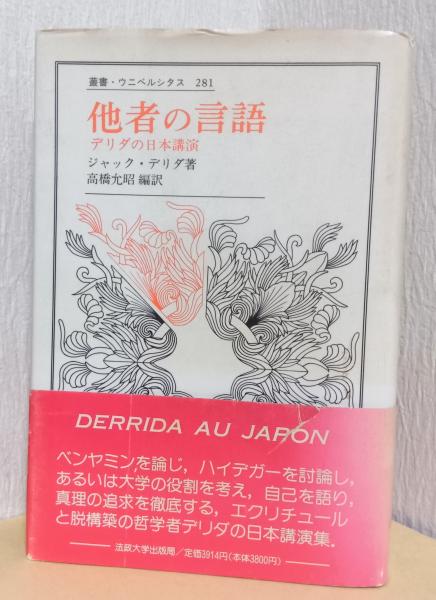 叢書・ウニベルシタス 281
他者の言語
デリダの日本講演
ジャック・デリダ著
高橋允昭 編訳
DERRIDA AU JAPON
ベンヤミンを論じ，ハイデガーを討論し，
あるいは大学の役割を考え，自己を語り，
真理の追求を徹底する，エクリチュール
と脱構築の哲学者デリダの日本講演集．
法政大学出版局／定価3914円(本体3800円)